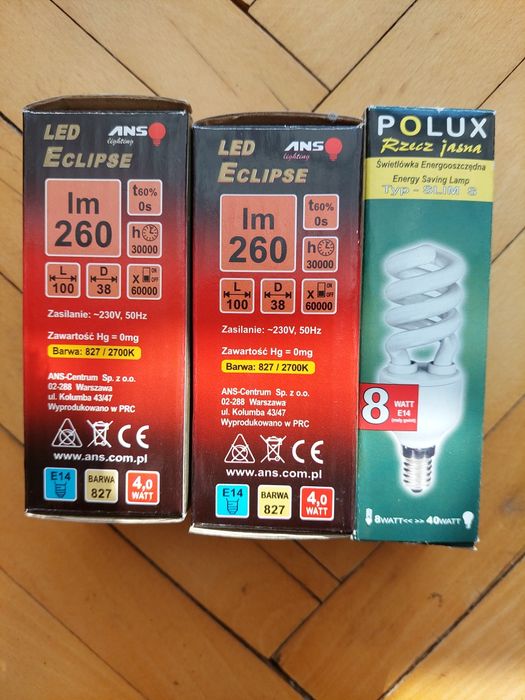 LED
ECLIPSE
ANS
lighting
lm
260
t60%
0s
h
30000
L
100
D
38
X ON
OFF
60000
Zasilanie: ~230V, 50Hz
Zawartość Hg = 0mg
Barwa: 827 / 2700K
ANS-Centrum Sp. z o.o.
02-288 Warszawa
ul. Kolumba 43/47
Wyprodukowano w PRC
CE
www.ans.com.pl
E14
BARWA
827
4,0
WATT
LED
ECLIPSE
ANS
lighting
lm
260
t60%
0s
h
30000
L
100
D
38
X ON
OFF
60000
Zasilanie: ~230V, 50Hz
Zawartość Hg = 0mg
Barwa: 827 / 2700K
ANS-Centrum Sp. z o.o.
02-288 Warszawa
ul. Kolumba 43/47
Wyprodukowano w PRC
CE
www.ans.com.pl
E14
BARWA
827
4,0
WATT
POLUX
Rzecz jasna
Świetlówka Energooszczędna
Energy Saving Lamp
Typ - SLIM S
8 WATT
E14
(mały gwint)
8WATT<< >> 40WATT